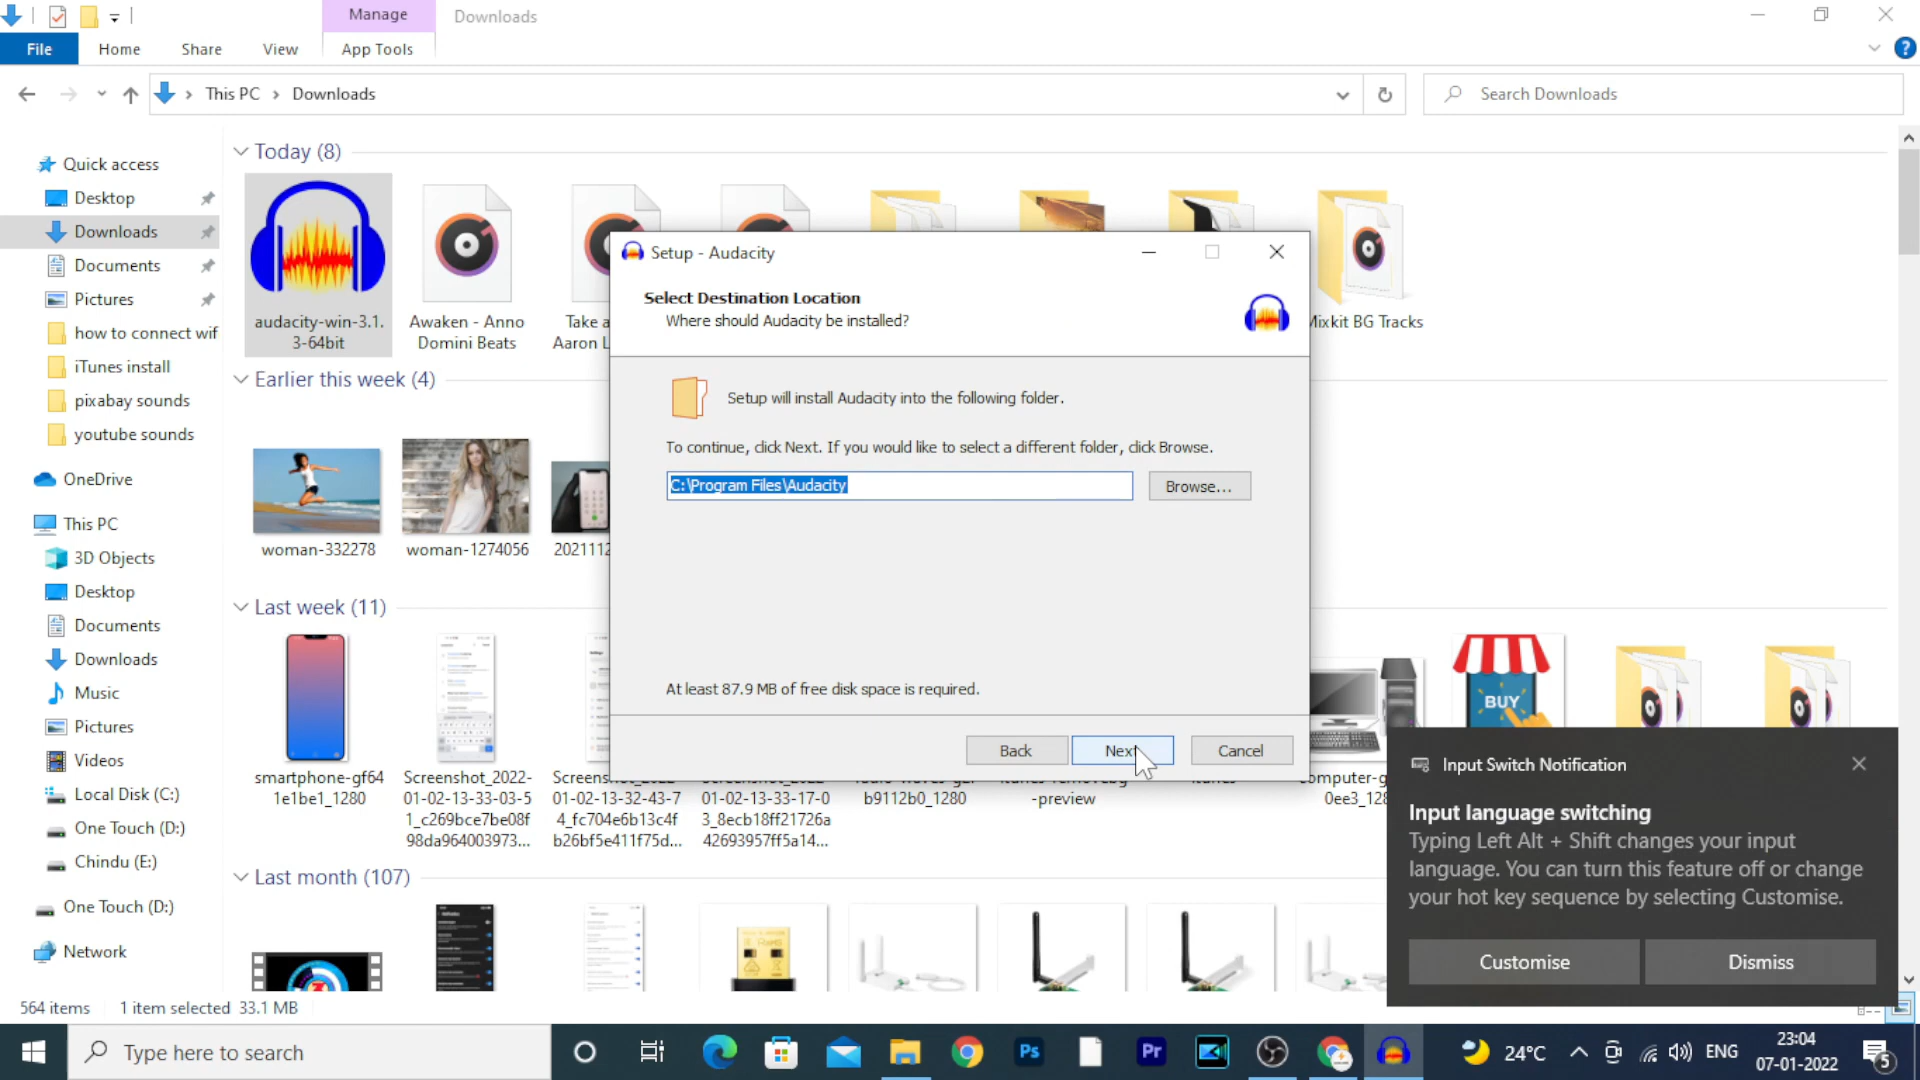 Manage
Downloads
File
Home
Share
View
App Tools
This PC
Downloads
Search Downloads
Quick access
Desktop
Downloads
Documents
Pictures
how to connect wif
iTunes install
pixabay sounds
youtube sounds
OneDrive
This PC
3D Objects
Desktop
Documents
Downloads
Music
Pictures
Videos
Local Disk (C:)
One Touch (D:)
Chindu (E:)
One Touch (D:)
Network
Today (8)
audacity-win-3.1.
3-64bit
Awaken - Anno
Domini Beats
Take a
Aaron L
Mixkit BG Tracks
Earlier this week (4)
woman-332278
woman-1274056
2021112
Last week (11)
smartphone-gf64
1e1be1_1280
Screenshot_2022-
01-02-13-33-03-5
1_c269bce7be08f
98da964003973...
01-02-13-32-43-7
4_fc704e6b13c4f
b26bf5e411f75d...
01-02-13-33-17-0
3_8ecb18ff21726a
42693957ff5a14...
b9112b0_1280
-preview
computer-g
0ee3_128
BUY
Last month (107)
Setup - Audacity
Select Destination Location
Where should Audacity be installed?
Setup will install Audacity into the following folder.
To continue, click Next. If you would like to select a different folder, click Browse.
C:\Program Files\Audacity
Browse...
At least 87.9 MB of free disk space is required.
Back
Next
Cancel
Input Switch Notification
Input language switching
Typing Left Alt + Shift changes your input
language. You can turn this feature off or change
your hot key sequence by selecting Customise.
Customise
Dismiss
564 items
1 item selected 33.1 MB
Type here to search
Ps
Pr
24°C
ENG
23:04
07-01-2022
5